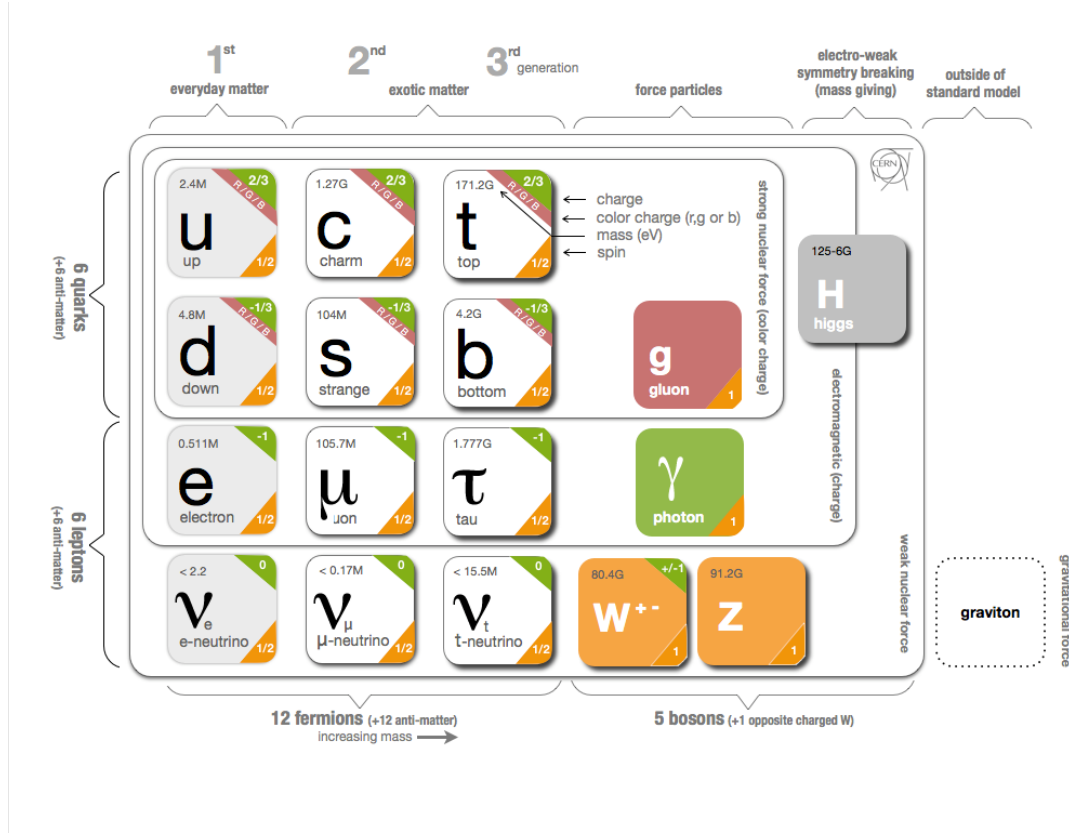 1st
2nd
3rd generation
everyday matter
exotic matter
force particles
electro-weak
symmetry breaking
(mass giving)
outside of
standard model
CERN
6 quarks
(+6 anti-matter)
2.4M
2/3
R/G/B
u
up
1/2
1.27G
2/3
R/G/B
c
charm
1/2
171.2G
2/3
R/G/B
t
top
1/2
charge
color charge (r,g or b)
mass (eV)
spin
strong nuclear force (color charge)
125-6G
H
higgs
4.8M
-1/3
R/G/B
d
down
1/2
104M
-1/3
R/G/B
s
strange
1/2
4.2G
-1/3
R/G/B
b
bottom
1/2
g
gluon
1
electromagnetic (charge)
6 leptons
(+6 anti-matter)
0.511M
-1
e
electron
1/2
105.7M
-1
μ
uon
1/2
1.777G
-1
τ
tau
1/2
γ
photon
1
weak nuclear force
< 2.2
0
νe
e-neutrino
1/2
< 0.17M
0
νμ
μ-neutrino
1/2
< 15.5M
0
νt
t-neutrino
1/2
80.4G
+/-1
W+-
1
91.2G
Z
1
graviton
gravitational force
12 fermions (+12 anti-matter)
increasing mass
5 bosons (+1 opposite charged W)